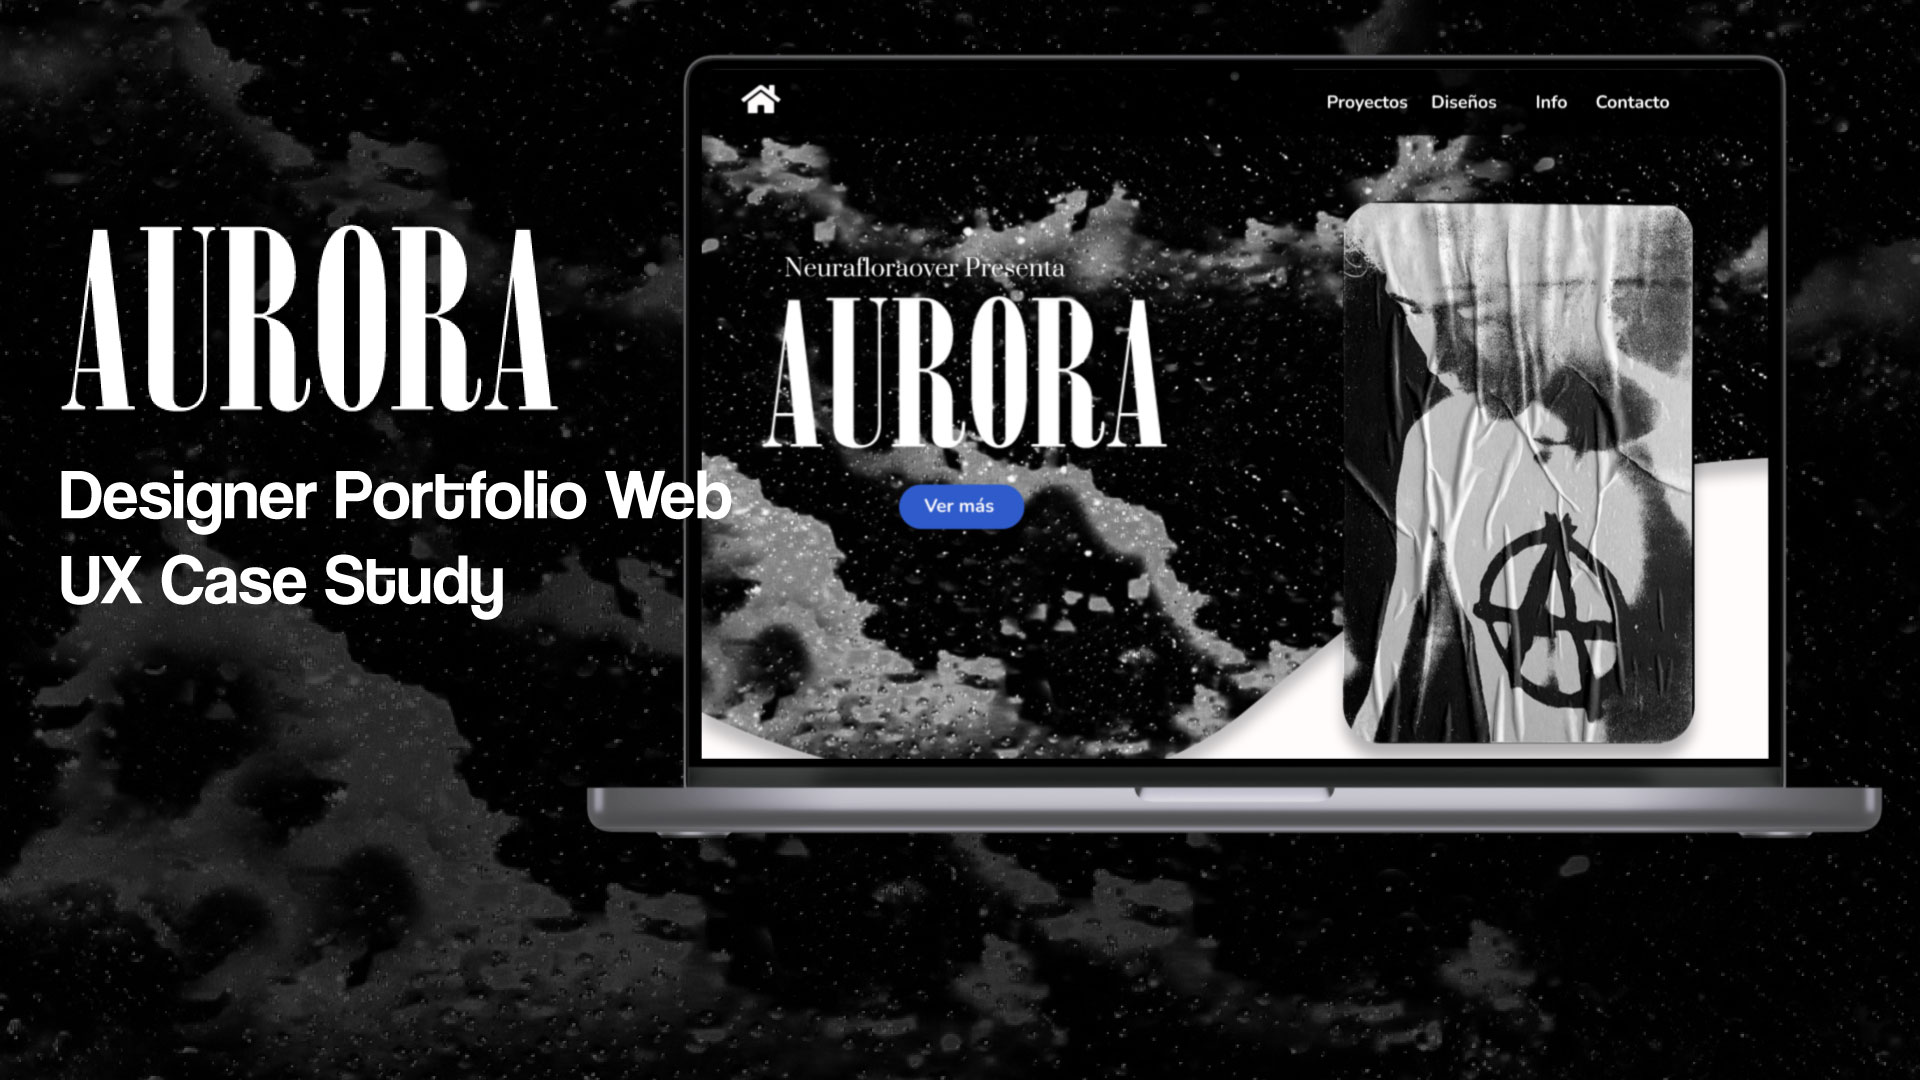 AURORA
Designer Portfolio Web
UX Case Study
Proyectos Diseños Info Contacto
Neurafloraover Presenta
AURORA
Ver más